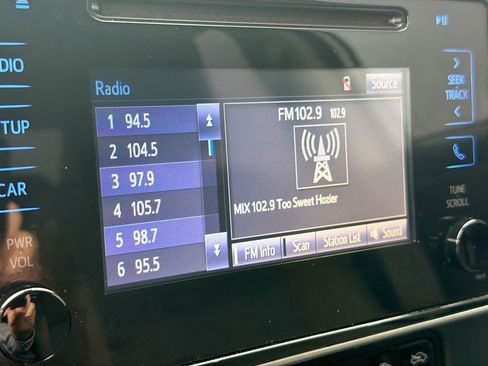 DIO
TUP
CAR
PWR
VOL
Radio
Source
1 94.5
2 104.5
3 97.9
4 105.7
5 98.7
6 95.5
FM102.9 102.9
MIX 102.9 Too Sweet Hozier
FM Info
Scan
Station List
Sound
SEEK
TRACK
TUNE
SCROLL